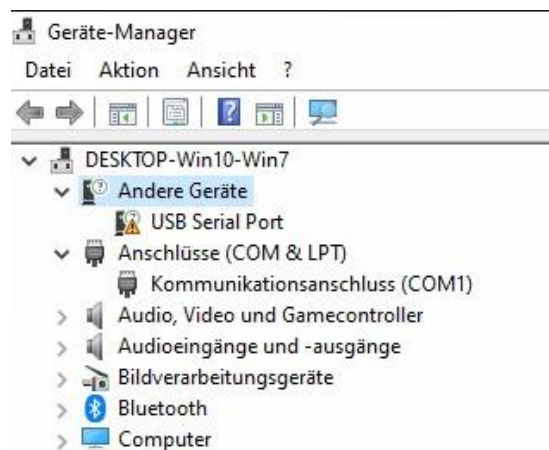 Geräte-Manager
Datei Aktion Ansicht ?
DESKTOP-Win10-Win7
Andere Geräte
USB Serial Port
Anschlüsse (COM & LPT)
Kommunikationsanschluss (COM1)
Audio, Video und Gamecontroller
Audioeingänge und -ausgänge
Bildverarbeitungsgeräte
Bluetooth
Computer